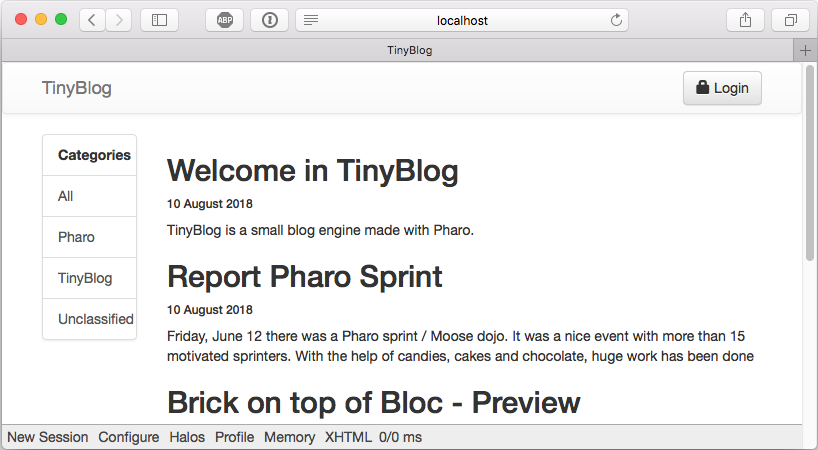 ABP
localhost
TinyBlog
TinyBlog
Login
Categories
All
Pharo
TinyBlog
Unclassified
Welcome in TinyBlog
10 August 2018
TinyBlog is a small blog engine made with Pharo.
Report Pharo Sprint
10 August 2018
Friday, June 12 there was a Pharo sprint / Moose dojo. It was a nice event with more than 15
motivated sprinters. With the help of candies, cakes and chocolate, huge work has been done
Brick on top of Bloc - Preview
New Session Configure Halos Profile Memory XHTML 0/0 ms